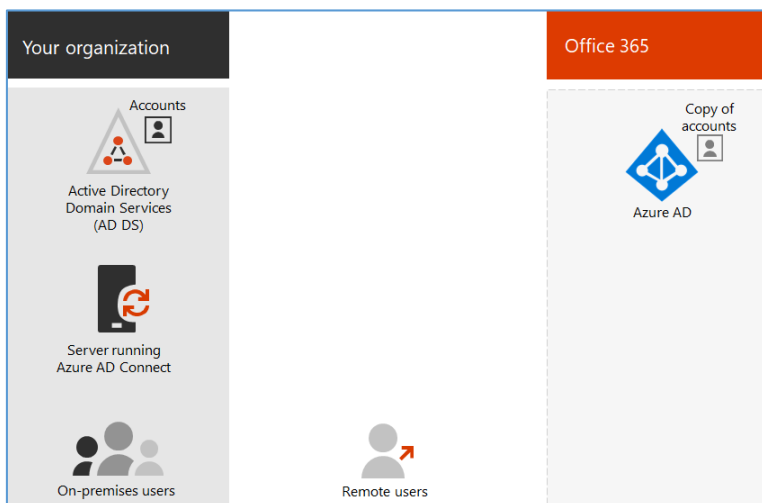 Your organization
Office 365
Accounts
Active Directory
Domain Services
(AD DS)
Server running
Azure AD Connect
On-premises users
Remote users
Copy of
accounts
Azure AD